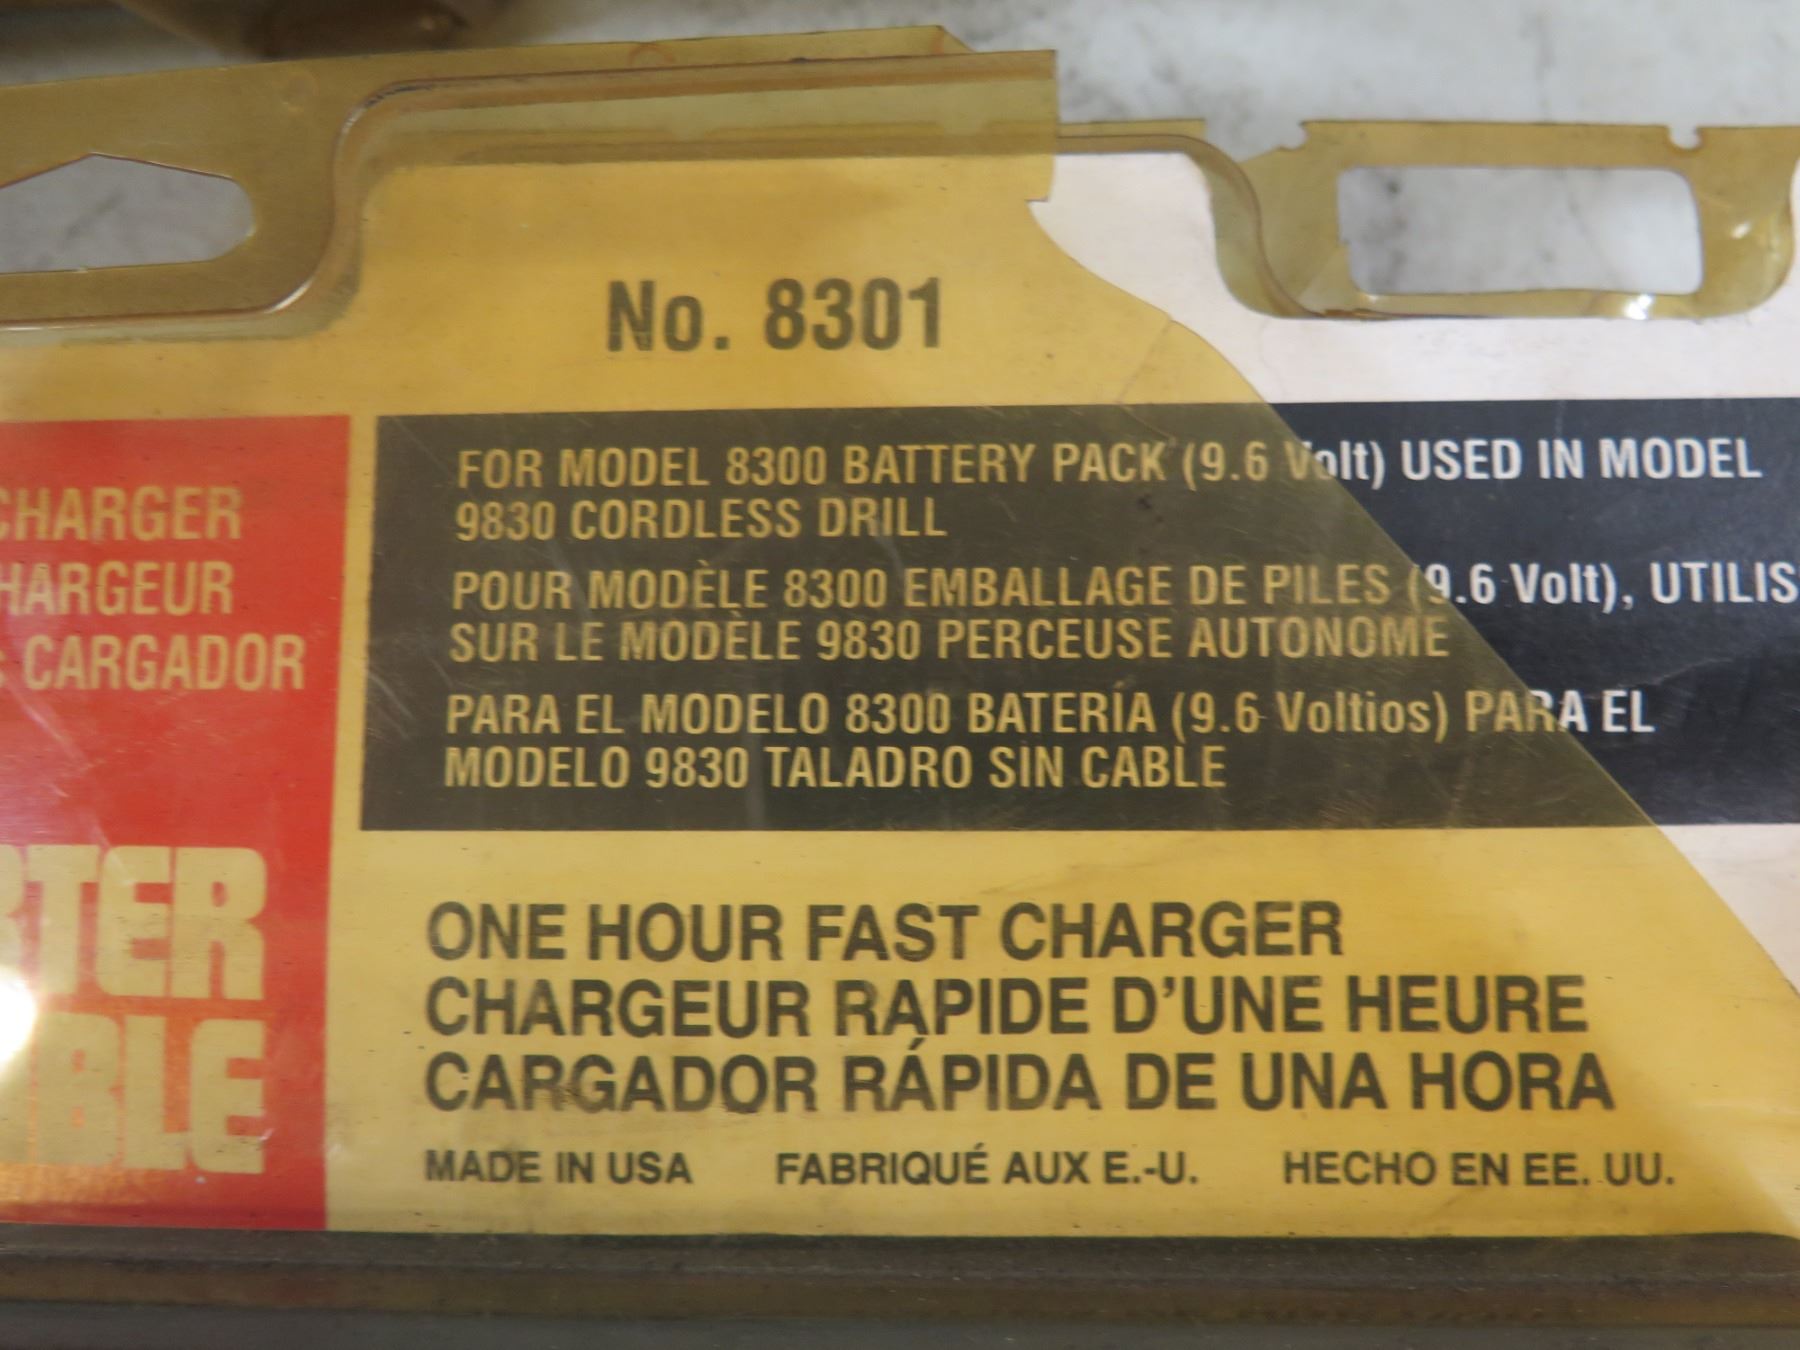 No. 8301
CHARGER
CHARGEUR
CARGADOR
FOR MODEL 8300 BATTERY PACK (9.6 Volt) USED IN MODEL
9830 CORDLESS DRILL
POUR MODÈLE 8300 EMBALLAGE DE PILES (9.6 Volt), UTILIS
SUR LE MODÈLE 9830 PERCEUSE AUTONOME
PARA EL MODELO 8300 BATERÍA (9.6 Voltios) PARA EL
MODELO 9830 TALADRO SIN CABLE
RTER
BLE
ONE HOUR FAST CHARGER
CHARGEUR RAPIDE D'UNE HEURE
CARGADOR RÁPIDA DE UNA HORA
MADE IN USA FABRIQUÉ AUX E.-U. HECHO EN EE. UU.